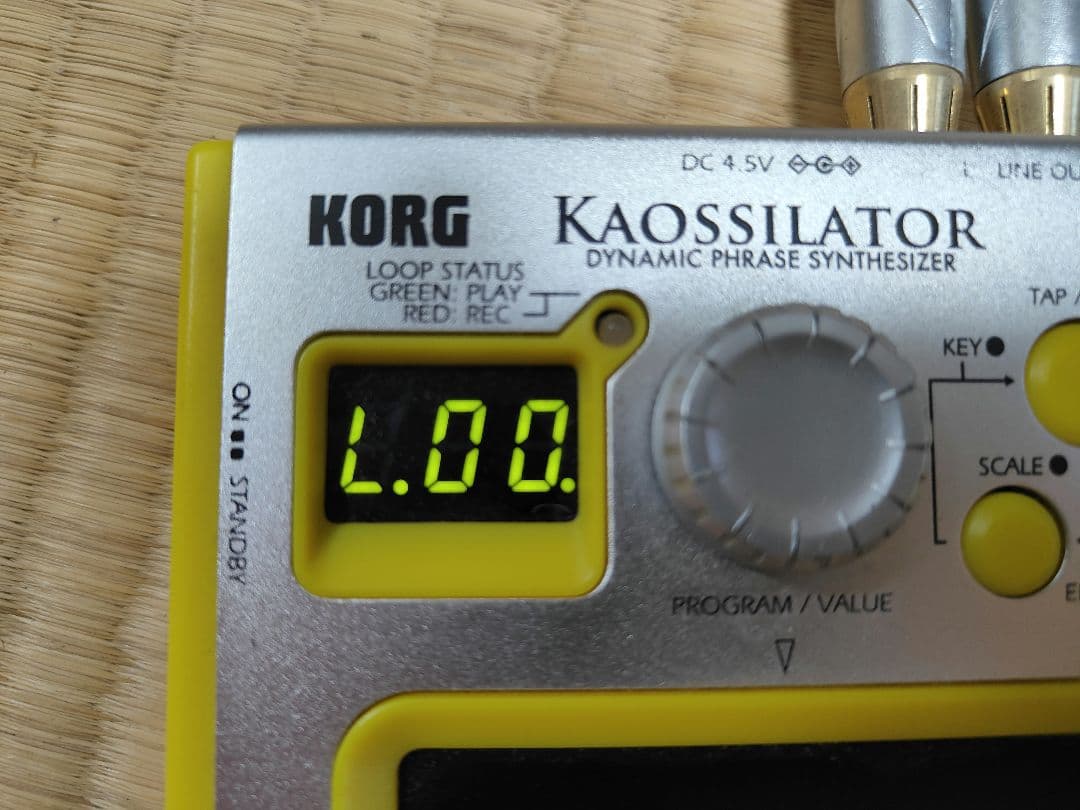 DC 4.5V
L LINE OU
KORG
KAOSSILATOR
DYNAMIC PHRASE SYNTHESIZER
LOOP STATUS
GREEN: PLAY
RED: REC
TAP /
KEY
L.00.
ON
STANDBY
SCALE
PROGRAM / VALUE